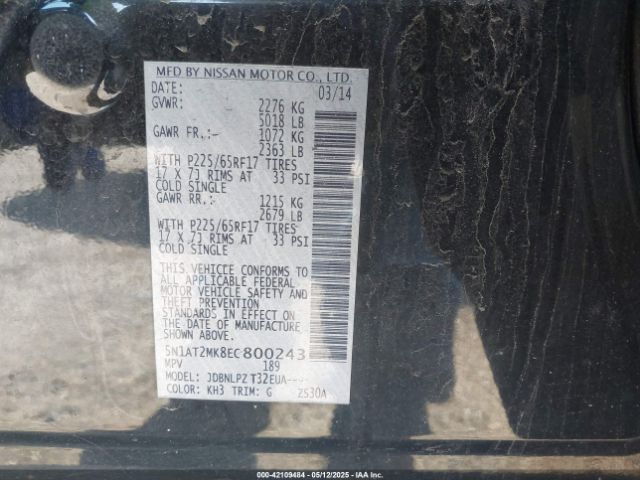 MFD BY NISSAN MOTOR CO., LTD.
DATE: 03/14
GVWR: 2276 KG
5018 LB
GAWR FR.:- 1072 KG
2363 LB
WITH P225/65RF17 TIRES
17 X 7J RIMS AT 33 PSI
COLD SINGLE
GAWR RR.: 1215 KG
2679 LB
WITH P225/65RF17 TIRES
17 X 7J RIMS AT 33 PSI
COLD SINGLE
THIS VEHICLE CONFORMS TO
ALL APPLICABLE FEDERAL
MOTOR VEHICLE SAFETY AND
THEFT PREVENTION
STANDARDS IN EFFECT ON THE
DATE OF MANUFACTURE
SHOWN ABOVE.
5N1AT2MK8EC800243
MPV 189
MODEL: JDBNLPZ T32EUA----
COLOR: KH3 TRIM: G 2S30A
000-42109484 - 05/12/2025 - IAA Inc.